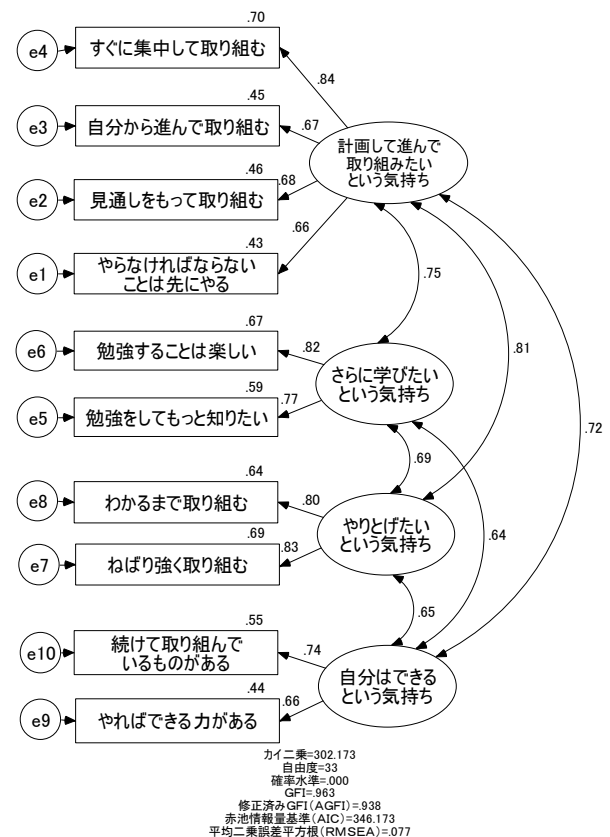 .70
e4
すぐに集中して取り組む
.84
.45
e3
自分から進んで取り組む
.67
計画して進んで
取り組みたい
という気持ち
.46
e2
見通しをもって取り組む
.68
.43
.66
e1
やらなければならない
ことは先にやる
.75
.67
e6
勉強することは楽しい
.82
.81
さらに学びたい
という気持ち
.59
e5
勉強をしてもっと知りたい
.77
.72
.69
.64
e8
わかるまで取り組む
.80
やりとげたい
という気持ち
.64
.69
e7
ねばり強く取り組む
.83
.65
.55
e10
続けて取り組んで
いるものがある
.74
自分はできる
という気持ち
.44
e9
やればできる力がある
.66
カイ二乗=302.173
自由度=33
確率水準=.000
GFI=.963
修正済みGFI(AGFI)=.938
赤池情報量基準(AIC)=346.173
平均二乗誤差平方根(RMSEA)=.077